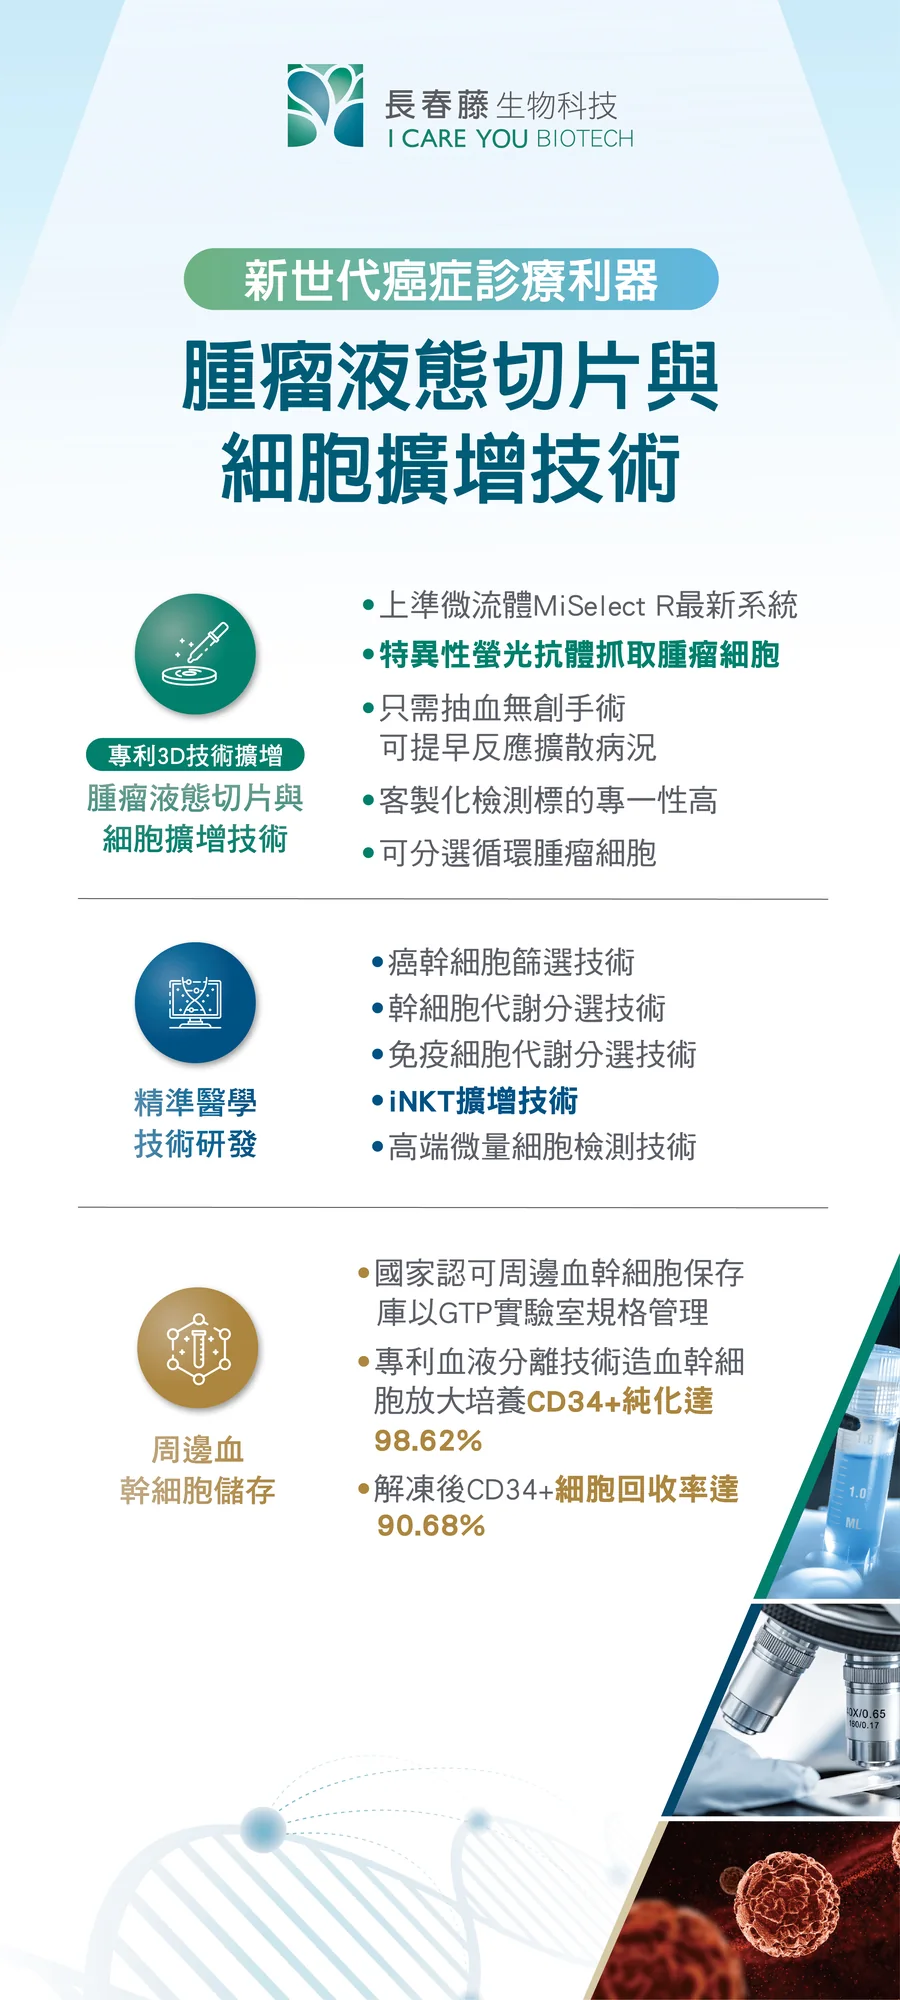 長春藤 生物科技
I CARE YOU BIOTECH
新世代癌症診療利器
腫瘤液態切片與
細胞擴增技術
專利3D技術擴增
腫瘤液態切片與
細胞擴增技術
•上準微流體MiSelect R最新系統
•特異性螢光抗體抓取腫瘤細胞
•只需抽血無創手術
可提早反應擴散病況
•客製化檢測標的專一性高
•可分選循環腫瘤細胞
精準醫學
技術研發
•癌幹細胞篩選技術
•幹細胞代謝分選技術
•免疫細胞代謝分選技術
•iNKT擴增技術
•高端微量細胞檢測技術
周邊血
幹細胞儲存
•國家認可周邊血幹細胞保存
庫以GTP實驗室規格管理
•專利血液分離技術造血幹細
胞放大培養CD34+純化達
98.62%
•解凍後CD34+細胞回收率達
90.68%
1.0
ML
0X/0.65
160/0.17